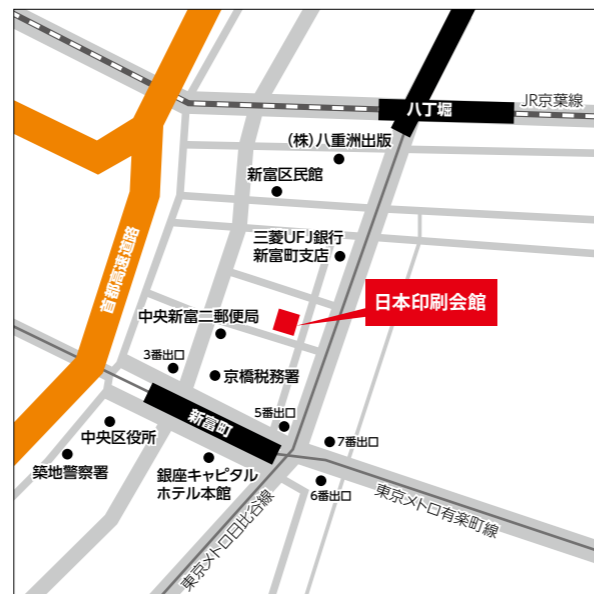 JR京葉線
八丁堀
(株)八重洲出版
新富区民館
三菱UFJ銀行
新富町支店
首都高速道路
日本印刷会館
中央新富二郵便局
3番出口
京橋税務署
新富町
5番出口
中央区役所
7番出口
築地警察署
銀座キャピタル
ホテル本館
6番出口
東京メトロ有楽町線
東京メトロ日比谷線